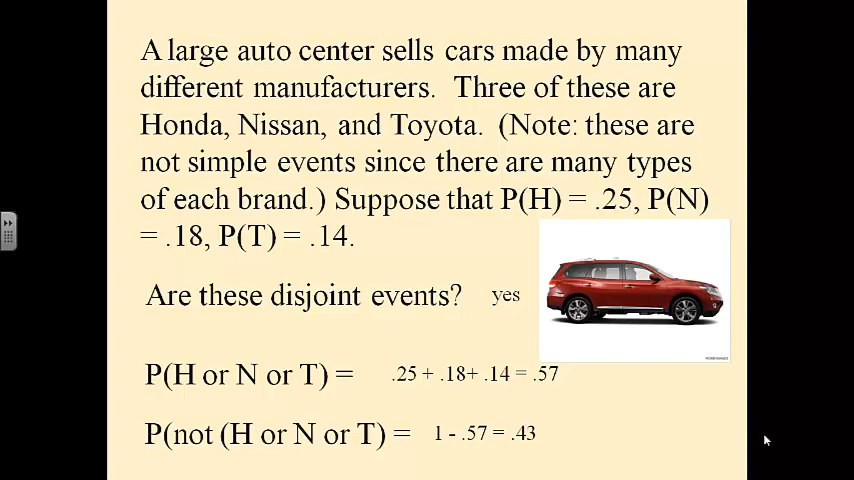 A large auto center sells cars made by many
different manufacturers. Three of these are
Honda, Nissan, and Toyota. (Note: these are
not simple events since there are many types
of each brand.) Suppose that P(H) = .25, P(N)
= .18, P(T) = .14.
Are these disjoint events? yes
P(H or N or T) = .25 + .18+ .14 = .57
P(not (H or N or T) = 1 - .57 = .43